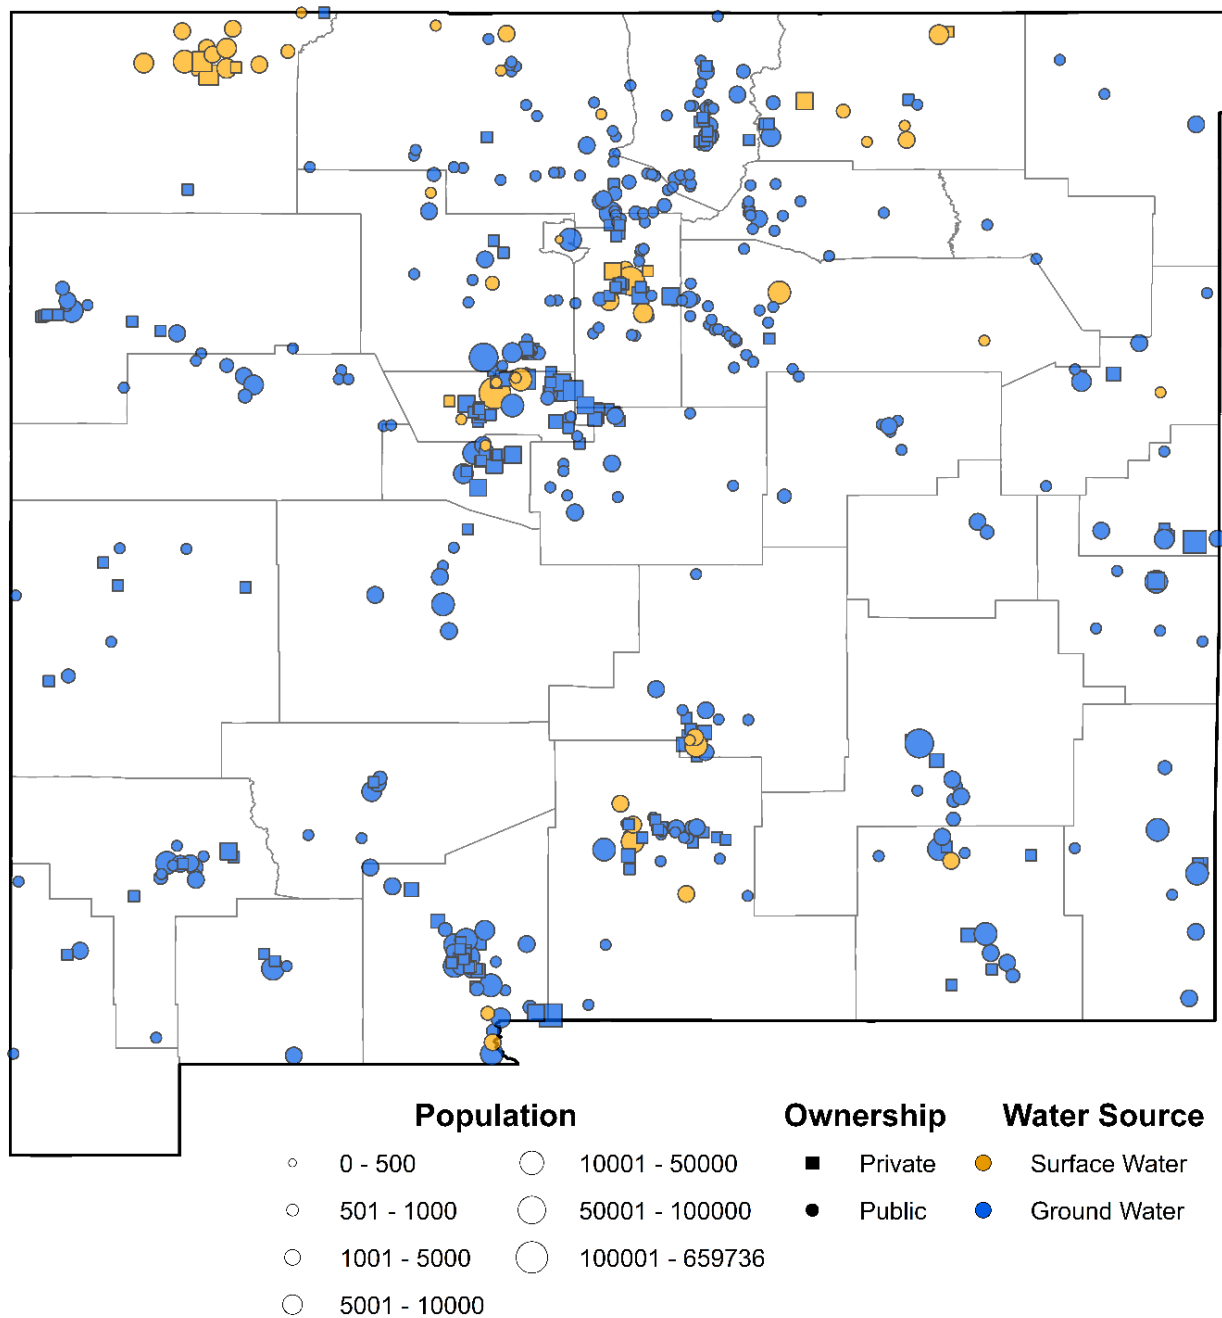 Population Ownership Water Source
0 - 500 10001 - 50000 Private Surface Water
501 - 1000 50001 - 100000 Public Ground Water
1001 - 5000 100001 - 659736
5001 - 10000